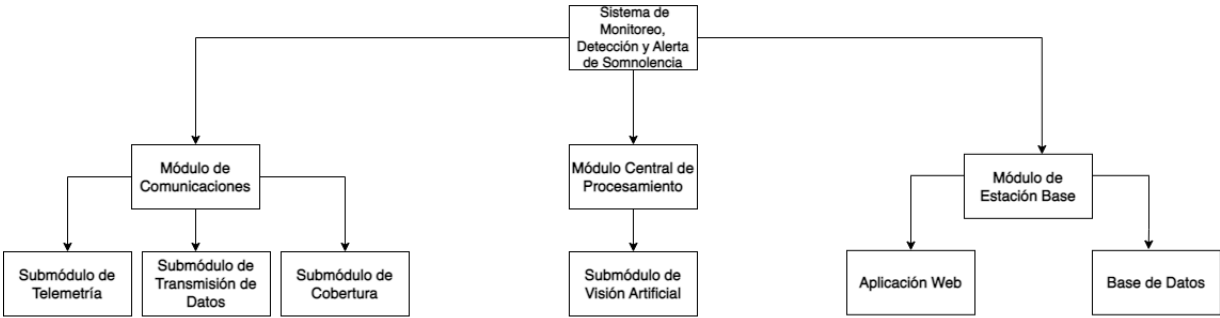 Sistema de
Monitoreo,
Detección y Alerta
de Somnolencia
Módulo de
Comunicaciones
Módulo Central de
Procesamiento
Módulo de
Estación Base
Submódulo de
Telemetría
Submódulo de
Transmisión de
Datos
Submódulo de
Cobertura
Submódulo de
Visión Artificial
Aplicación Web
Base de Datos